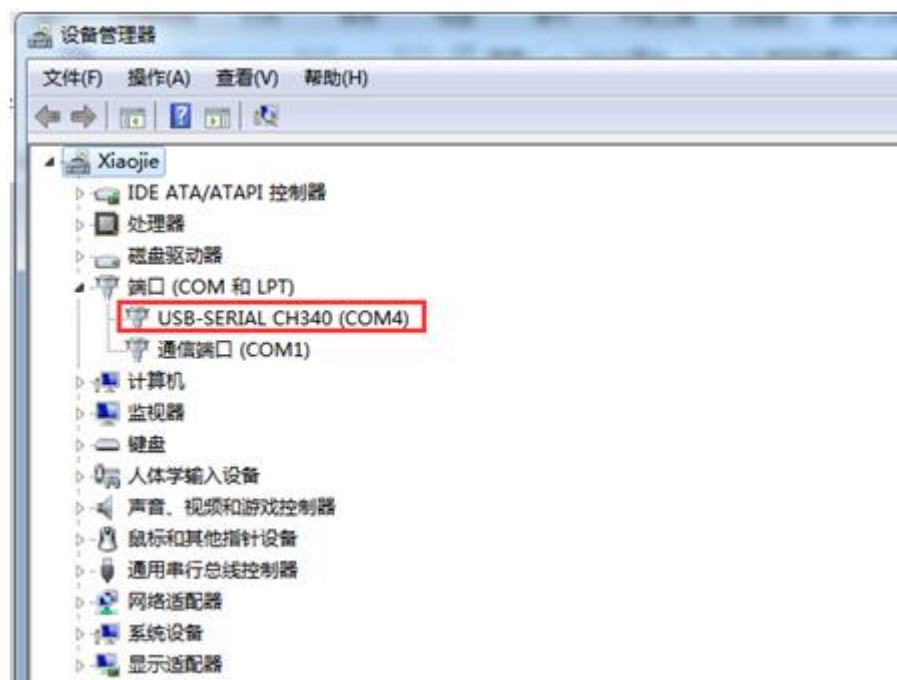 设备管理器
文件(F) 操作(A) 查看(V) 帮助(H)
Xiaojie
IDE ATA/ATAPI 控制器
处理器
磁盘驱动器
端口 (COM 和 LPT)
USB-SERIAL CH340 (COM4)
通信端口 (COM1)
计算机
监视器
键盘
人体学输入设备
声音、视频和游戏控制器
鼠标和其他指针设备
通用串行总线控制器
网络适配器
系统设备
显示适配器